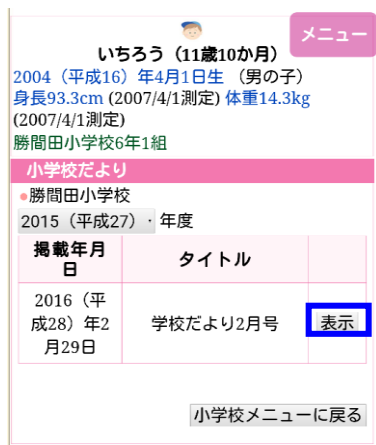 メニュー
いちろう（11歳10か月）
2004（平成16）年4月1日生 （男の子）
身長93.3cm (2007/4/1測定) 体重14.3kg
(2007/4/1測定)
勝間田小学校6年1組
小学校だより
●勝間田小学校
2015（平成27）· 年度
掲載年月
日
タイトル
2016（平
成28）年2
月29日
学校だより2月号
表示
小学校メニューに戻る